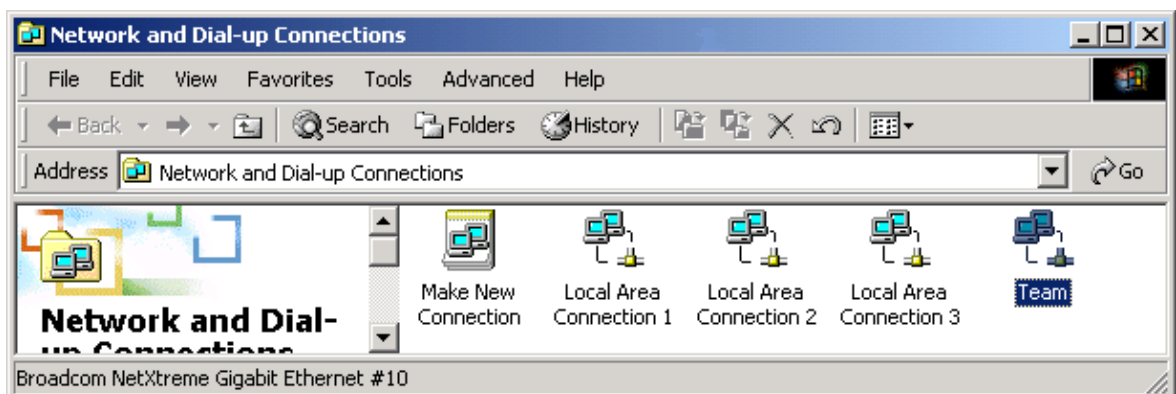 Network and Dial-up Connections
File Edit View Favorites Tools Advanced Help
Back Search Folders History
Address Network and Dial-up Connections Go
Network and Dial-
up Connections
Make New
Connection
Local Area
Connection 1
Local Area
Connection 2
Local Area
Connection 3
Team
Broadcom NetXtreme Gigabit Ethernet #10